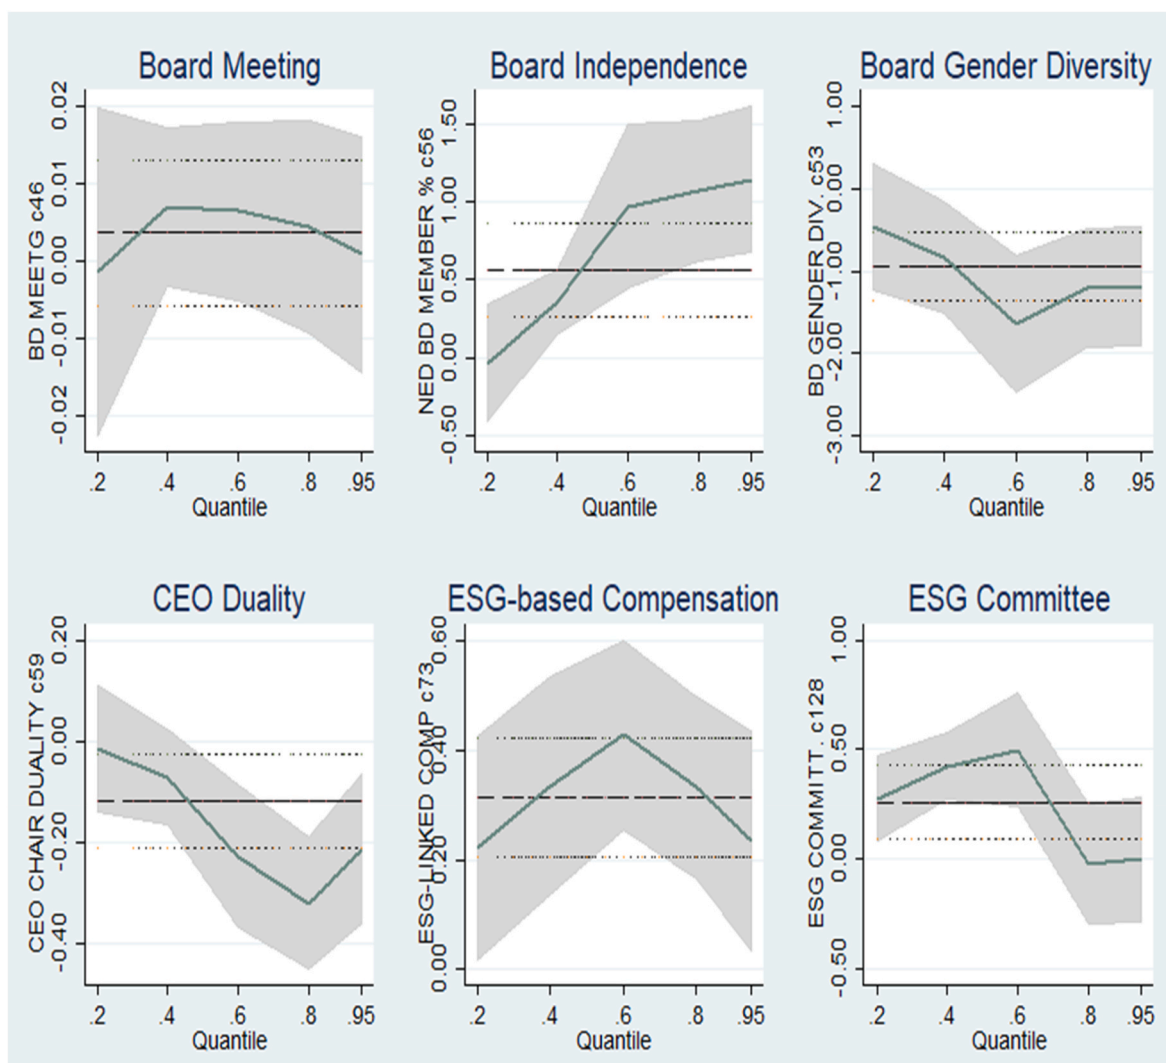 Board Meeting
BD MEETG c46
0.02
0.01
0.00
-0.01
-0.02
.2 .4 .6 .8 .95
Quantile
Board Independence
NED BD MEMBER % c56
1.50
1.00
0.50
0.00
-0.50
.2 .4 .6 .8 .95
Quantile
Board Gender Diversity
BD GENDER DIV. c53
1.00
0.00
-1.00
-2.00
-3.00
.2 .4 .6 .8 .95
Quantile
CEO Duality
CEO CHAIR DUALITY c59
0.20
0.00
-0.20
-0.40
.2 .4 .6 .8 .95
Quantile
ESG-based Compensation
ESG-LINKED COMP c73
0.60
0.40
0.20
0.00
.2 .4 .6 .8 .95
Quantile
ESG Committee
ESG COMMITT. c128
1.00
0.50
0.00
-0.50
.2 .4 .6 .8 .95
Quantile